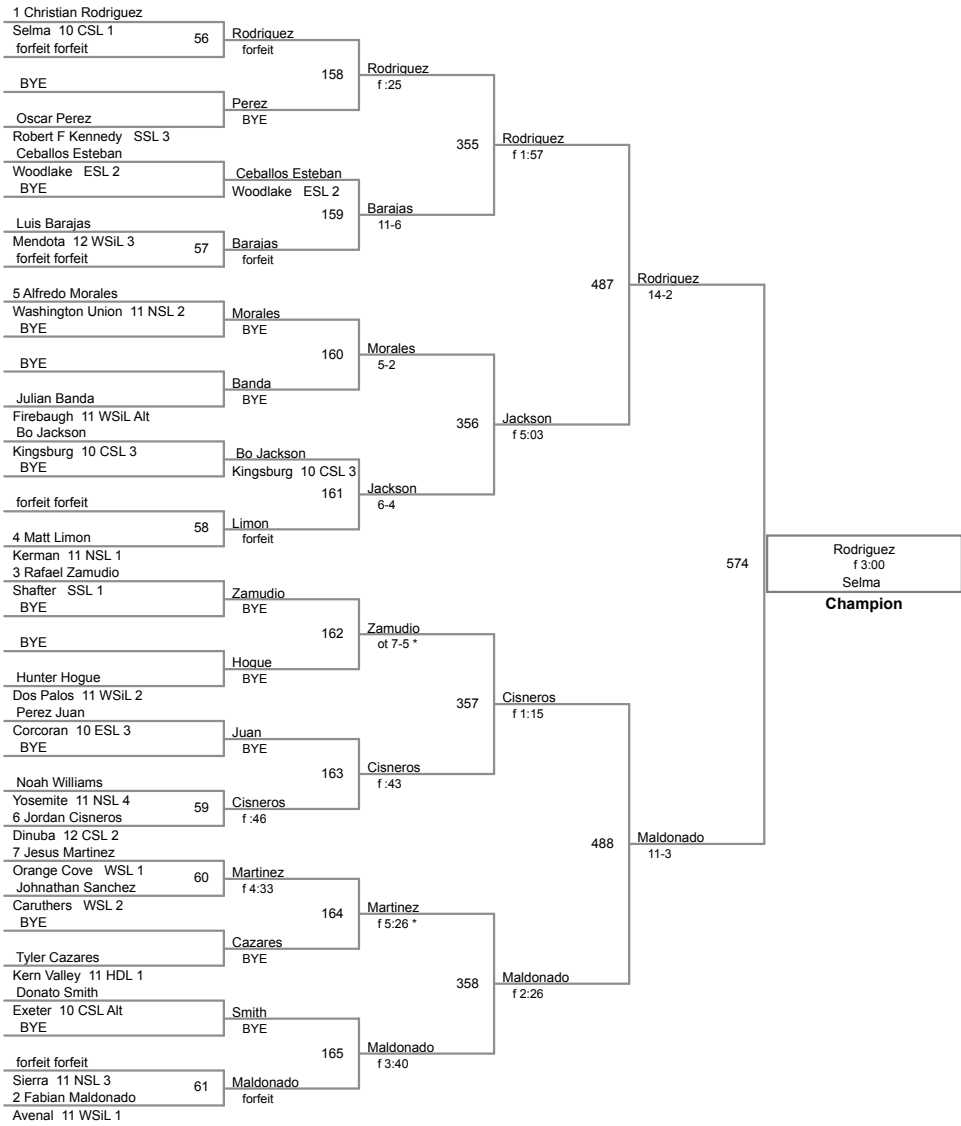 1 Christian Rodriguez
Selma 10 CSL 1
forfeit forfeit
BYE
Oscar Perez
Robert F Kennedy SSL 3
Ceballos Esteban
Woodlake ESL 2
BYE
Luis Barajas
Mendota 12 WSiL 3
forfeit forfeit
5 Alfredo Morales
Washington Union 11 NSL 2
BYE
BYE
Julian Banda
Firebaugh 11 WSiL Alt
Bo Jackson
Kingsburg 10 CSL 3
BYE
forfeit forfeit
4 Matt Limon
Kerman 11 NSL 1
3 Rafael Zamudio
Shafter SSL 1
BYE
BYE
Hunter Hogue
Dos Palos 11 WSiL 2
Perez Juan
Corcoran 10 ESL 3
BYE
Noah Williams
Yosemite 11 NSL 4
6 Jordan Cisneros
Dinuba 12 CSL 2
7 Jesus Martinez
Orange Cove WSL 1
Johnathan Sanchez
Caruthers WSL 2
BYE
Tyler Cazares
Kern Valley 11 HDL 1
Donato Smith
Exeter 10 CSL Alt
BYE
forfeit forfeit
Sierra 11 NSL 3
2 Fabian Maldonado
Avenal 11 WSiL 1
56
57
58
59
60
61
Rodriguez
forfeit
Perez
BYE
Ceballos Esteban
Woodlake ESL 2
Barajas
forfeit
Morales
BYE
Banda
BYE
Bo Jackson
Kingsburg 10 CSL 3
Limon
forfeit
Zamudio
BYE
Hogue
BYE
Juan
BYE
Cisneros
f :46
Martinez
f 4:33
Cazares
BYE
Smith
BYE
Maldonado
forfeit
158
159
160
161
162
163
164
165
Rodriguez
f :25
Barajas
11-6
Morales
5-2
Jackson
6-4
Zamudio
ot 7-5 *
Cisneros
f :43
Martinez
f 5:26 *
Maldonado
f 3:40
355
356
357
358
Rodriguez
f 1:57
Jackson
f 5:03
Cisneros
f 1:15
Maldonado
f 2:26
487
488
Rodriguez
14-2
Maldonado
11-3
574
Rodriguez
f 3:00
Selma
Champion